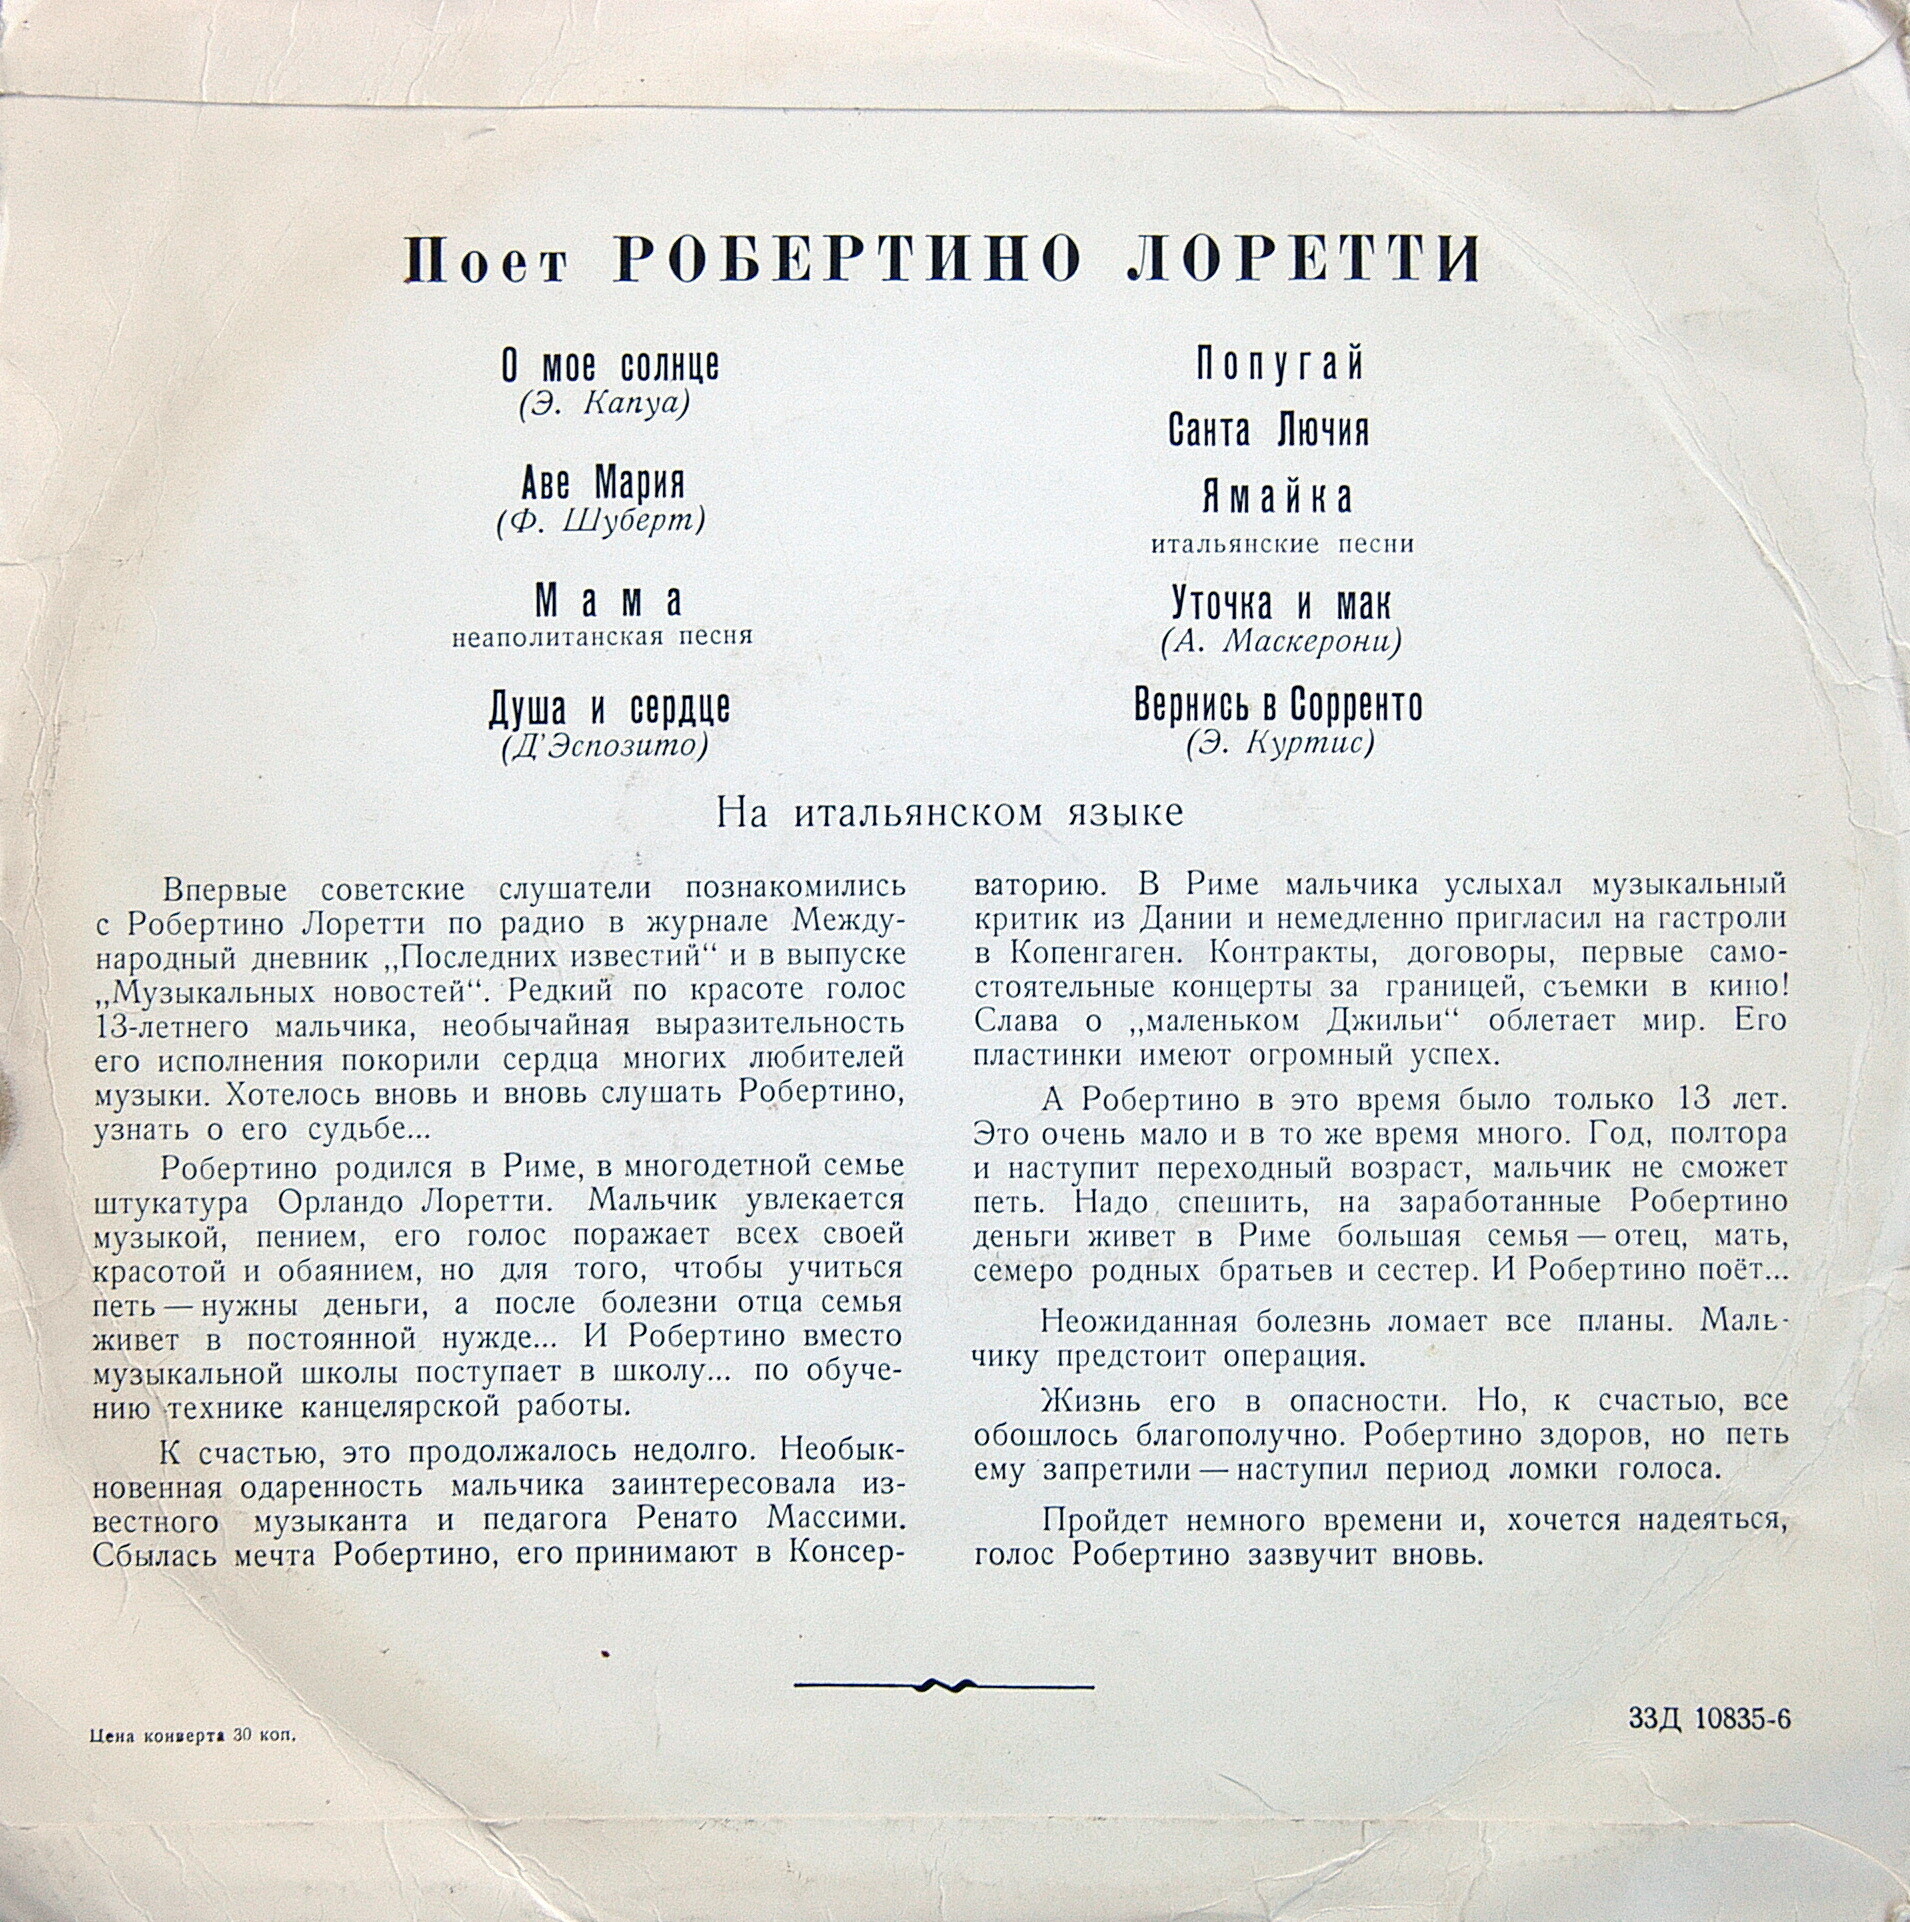 Поет РОБЕРТИНО ЛОРЕТТИ
О мое солнце
(Э. Капуа)
Аве Мария
(Ф. Шуберт)
Мама
неаполитанская песня
Душа и сердце
(Д’Эспозито)
Попугай
Санта Лючия
Ямайка
итальянские песни
Уточка и мак
(А. Маскерони)
Вернись в Сорренто
(Э. Куртис)
На итальянском языке
Впервые советские слушатели познакомились
с Робертино Лоретти по радио в журнале Между-
народный дневник „Последних известий“ и в выпуске
„Музыкальных новостей“. Редкий по красоте голос
13-летнего мальчика, необычайная выразительность
его исполнения покорили сердца многих любителей
музыки. Хотелось вновь и вновь слушать Робертино,
узнать о его судьбе...
Робертино родился в Риме, в многодетной семье
штукатура Орландо Лоретти. Мальчик увлекается
музыкой, пением, его голос поражает всех своей
красотой и обаянием, но для того, чтобы учиться
петь — нужны деньги, а после болезни отца семья
живет в постоянной нужде... И Робертино вместо
музыкальной школы поступает в школу... по обуче-
нию технике канцелярской работы.
К счастью, это продолжалось недолго. Необык-
новенная одаренность мальчика заинтересовала из-
вестного музыканта и педагога Ренато Массими.
Сбылась мечта Робертино, его принимают в Консер-
ваторию. В Риме мальчика услыхал музыкальный
критик из Дании и немедленно пригласил на гастроли
в Копенгаген. Контракты, договоры, первые само-
стоятельные концерты за границей, съемки в кино!
Слава о „маленьком Джильи“ облетает мир. Его
пластинки имеют огромный успех.
А Робертино в это время было только 13 лет.
Это очень мало и в то же время много. Год, полтора
и наступит переходный возраст, мальчик не сможет
петь. Надо спешить, на заработанные Робертино
деньги живет в Риме большая семья — отец, мать,
семеро родных братьев и сестер. И Робертино поёт...
Неожиданная болезнь ломает все планы. Маль-
чику предстоит операция.
Жизнь его в опасности. Но, к счастью, все
обошлось благополучно. Робертино здоров, но петь
ему запретили — наступил период ломки голоса.
Пройдет немного времени и, хочется надеяться,
голос Робертино зазвучит вновь.
Цена конверта 30 коп.
33Д 10835-6